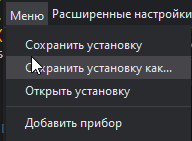 Меню Расширенные настройки
Сохранить установку
Сохранить установку как...
Открыть установку
Добавить прибор